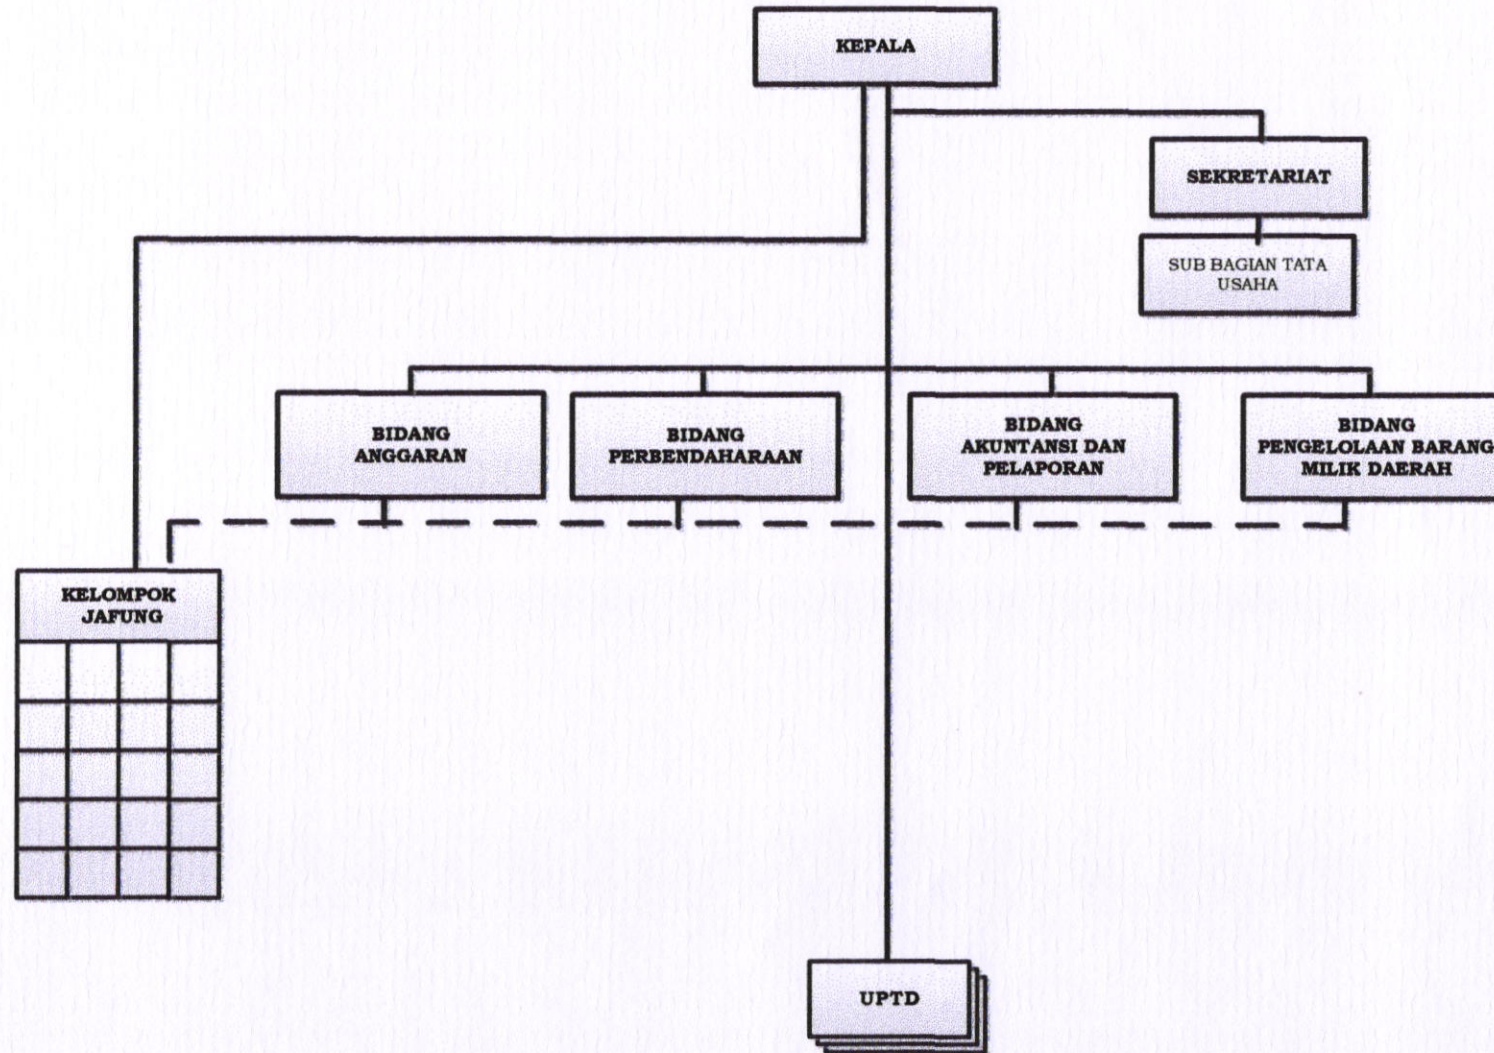 KEPALA
SEKRETARIAT
SUB BAGIAN TATA
USAHA
BIDANG
ANGGARAN
BIDANG
PERBENDAHARAAN
BIDANG
AKUNTANSI DAN
PELAPORAN
BIDANG
PENGELOLAAN BARANG
MILIK DAERAH
KELOMPOK
JAFUNG
UPTD